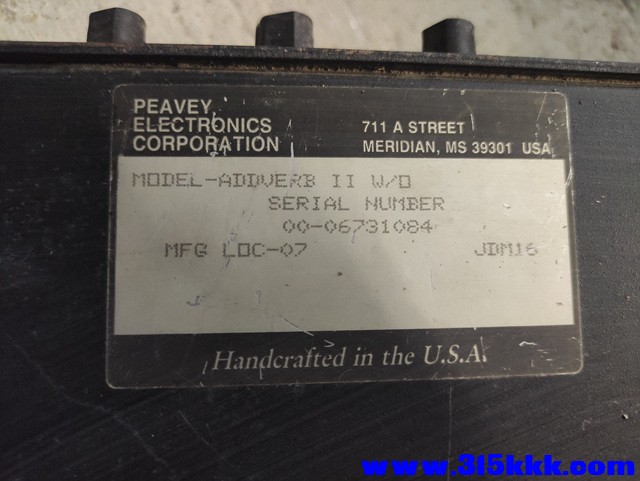 PEAVEY
ELECTRONICS
CORPORATION
711 A STREET
MERIDIAN, MS 39301 USA
MODEL-ADDVERB II W/O
SERIAL NUMBER
00-06731084
MFG LOC-07 JDM16
Handcrafted in the U.S.A.
www.315kkk.com